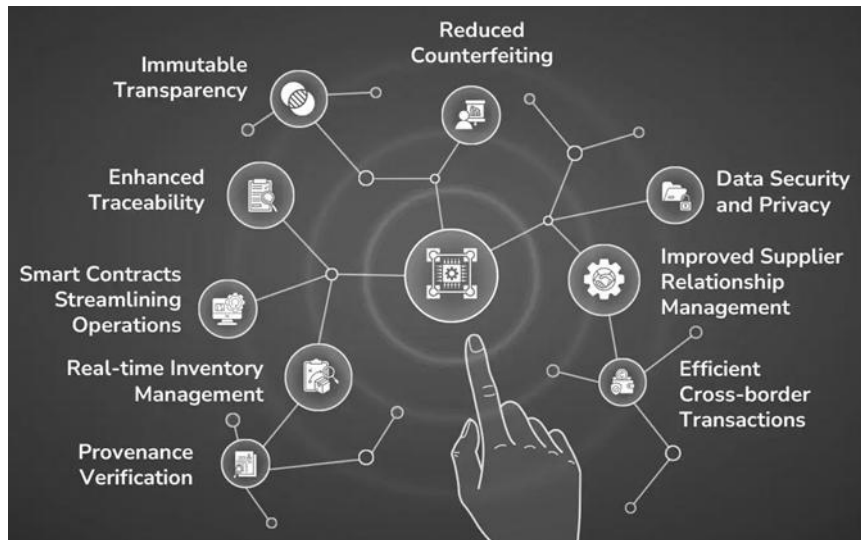 Reduced
Counterfeiting
Immutable
Transparency
Enhanced
Traceability
Data Security
and Privacy
Smart Contracts
Streamlining
Operations
Improved Supplier
Relationship
Management
Real-time Inventory
Management
Efficient
Cross-border
Transactions
Provenance
Verification